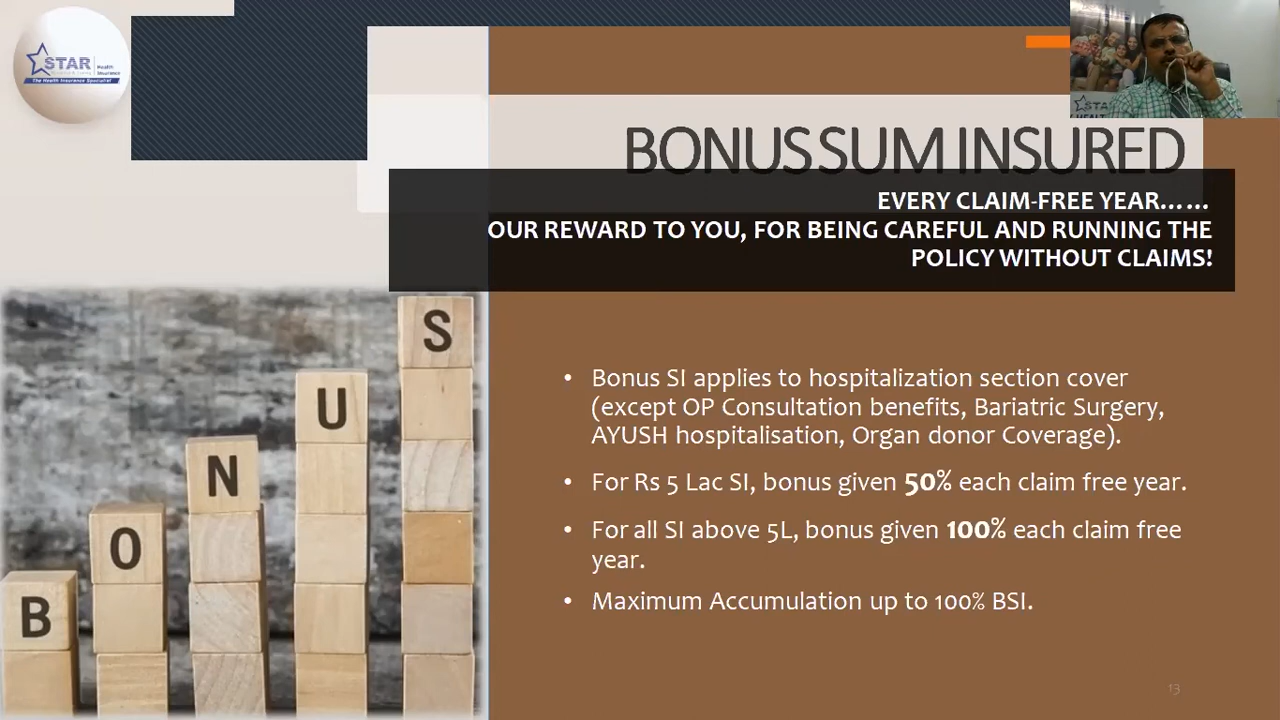 STAR Health
Insurance
The Health Insurance Specialist
STAR
BONUS SUM INSURED
EVERY CLAIM-FREE YEAR……
OUR REWARD TO YOU, FOR BEING CAREFUL AND RUNNING THE
POLICY WITHOUT CLAIMS!
• Bonus SI applies to hospitalization section cover
(except OP Consultation benefits, Bariatric Surgery,
AYUSH hospitalisation, Organ donor Coverage).
• For Rs 5 Lac SI, bonus given 50% each claim free year.
• For all SI above 5L, bonus given 100% each claim free
year.
• Maximum Accumulation up to 100% BSI.
B O N U S
13